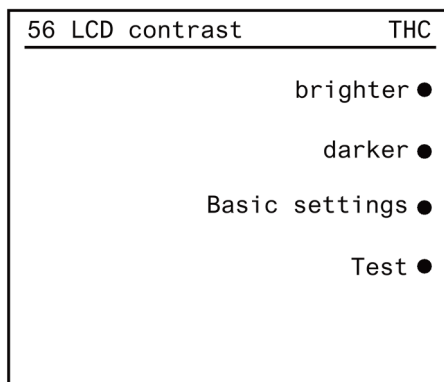 56 LCD contrast THC
brighter
darker
Basic settings
Test